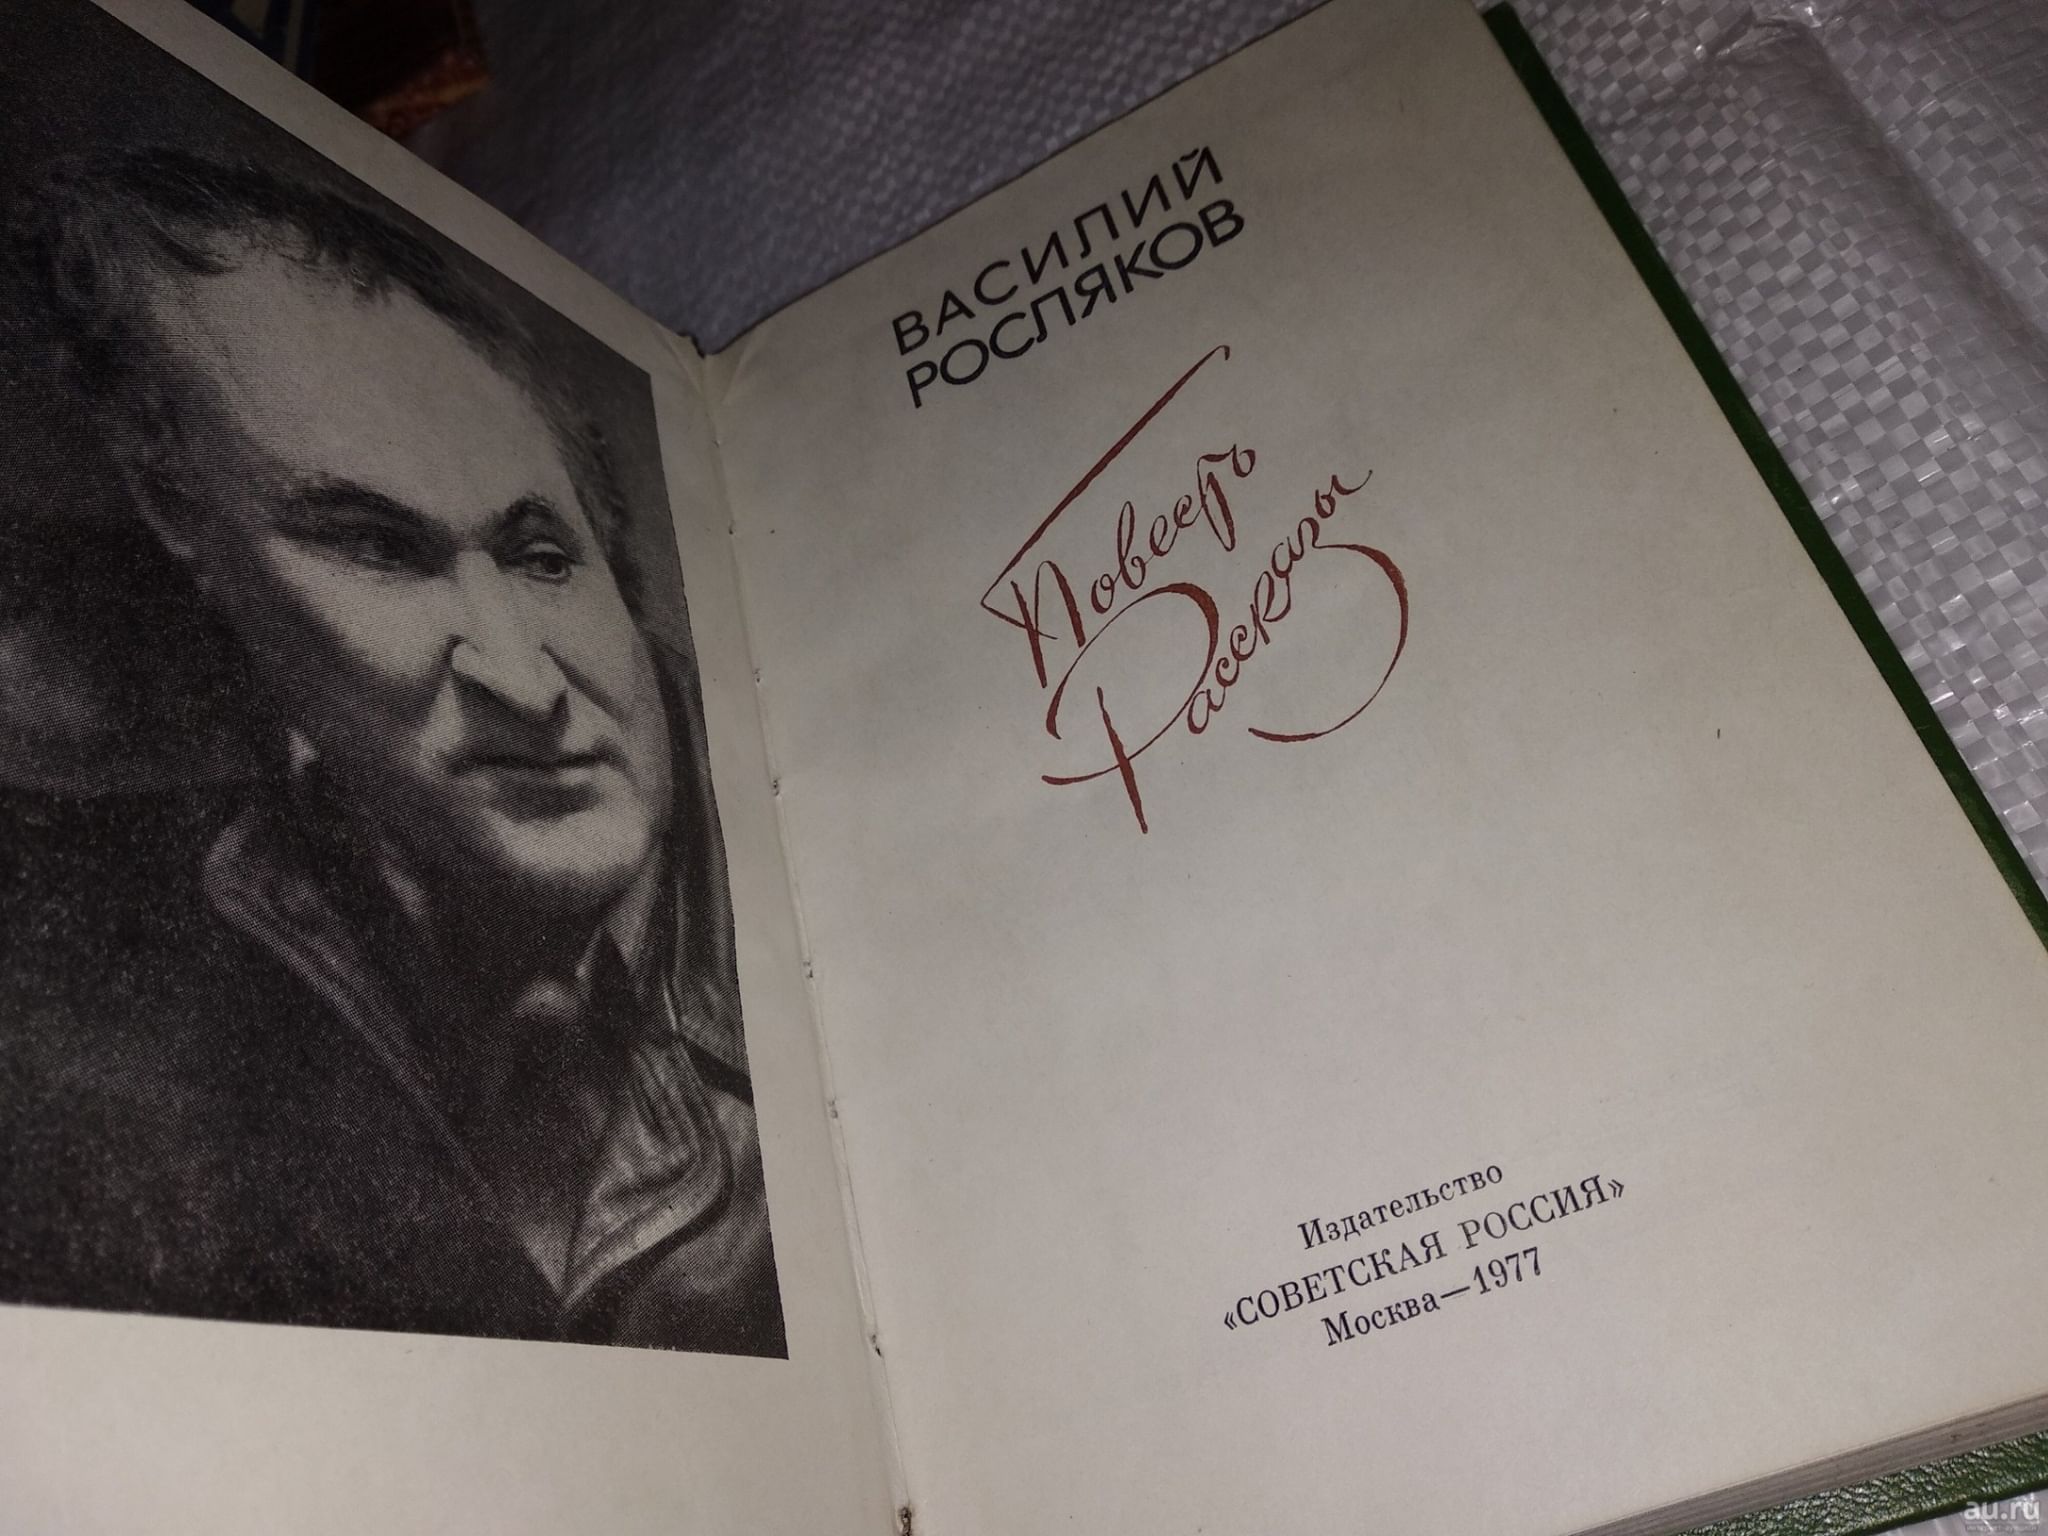 ВАСИЛИЙ
РОСЛЯКОВ
Повесть
Рассказы
Издательство
«СОВЕТСКАЯ РОССИЯ»
Москва—1977
au.ru